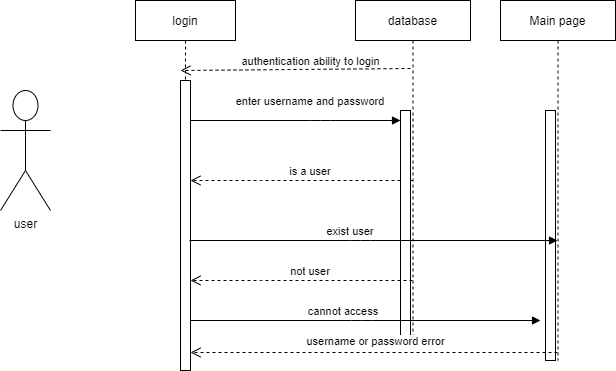 login
database
Main page
authentication ability to login
enter username and password
is a user
user
exist user
not user
cannot access
username or password error